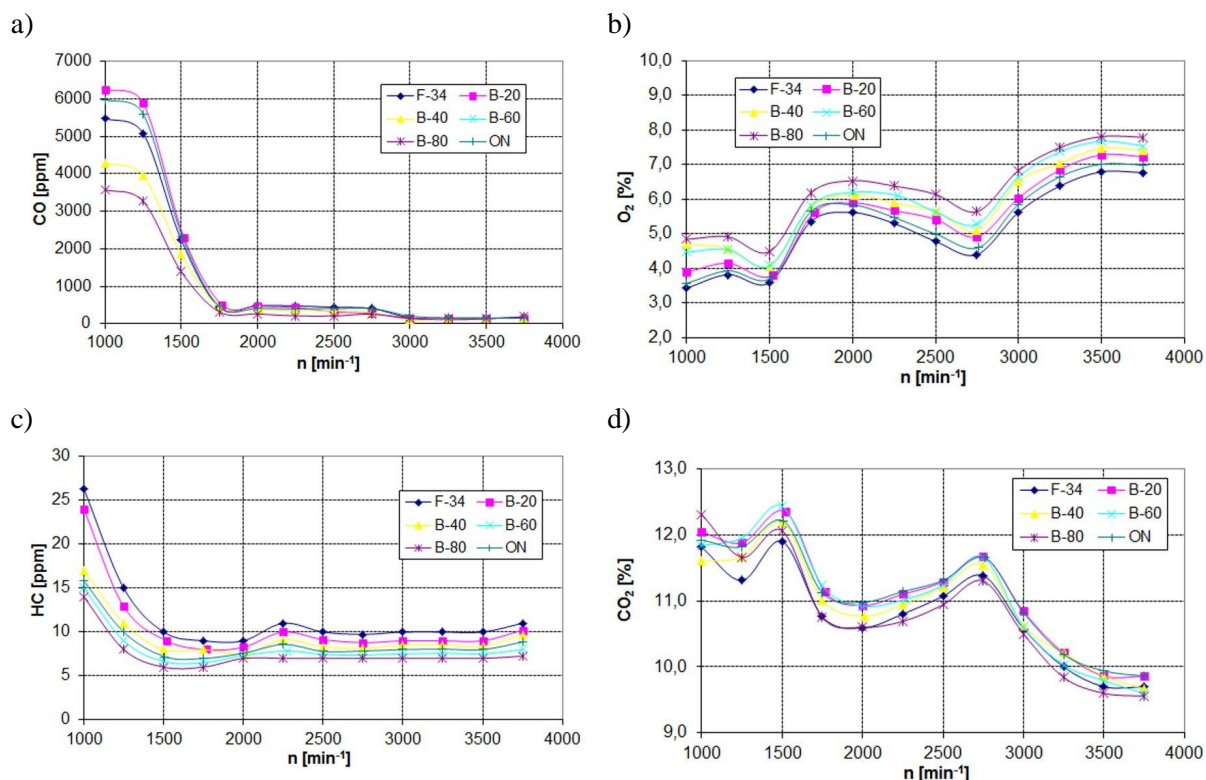 a)
7000
6000
5000
4000
3000
2000
1000
0
CO [ppm]
F-34 B-20
B-40 B-60
B-80 ON
1000 1500 2000 2500 3000 3500 4000
n [min⁻¹]
b)
10,0
9,0
8,0
7,0
6,0
5,0
4,0
3,0
2,0
O₂ [%]
F-34 B-20
B-40 B-60
B-80 ON
1000 1500 2000 2500 3000 3500 4000
n [min⁻¹]
c)
30
25
20
15
10
5
0
HC [ppm]
F-34 B-20
B-40 B-60
B-80 ON
1000 1500 2000 2500 3000 3500 4000
n [min⁻¹]
d)
13,0
12,0
11,0
10,0
9,0
CO₂ [%]
F-34 B-20
B-40 B-60
B-80 ON
1000 1500 2000 2500 3000 3500 4000
n [min⁻¹]